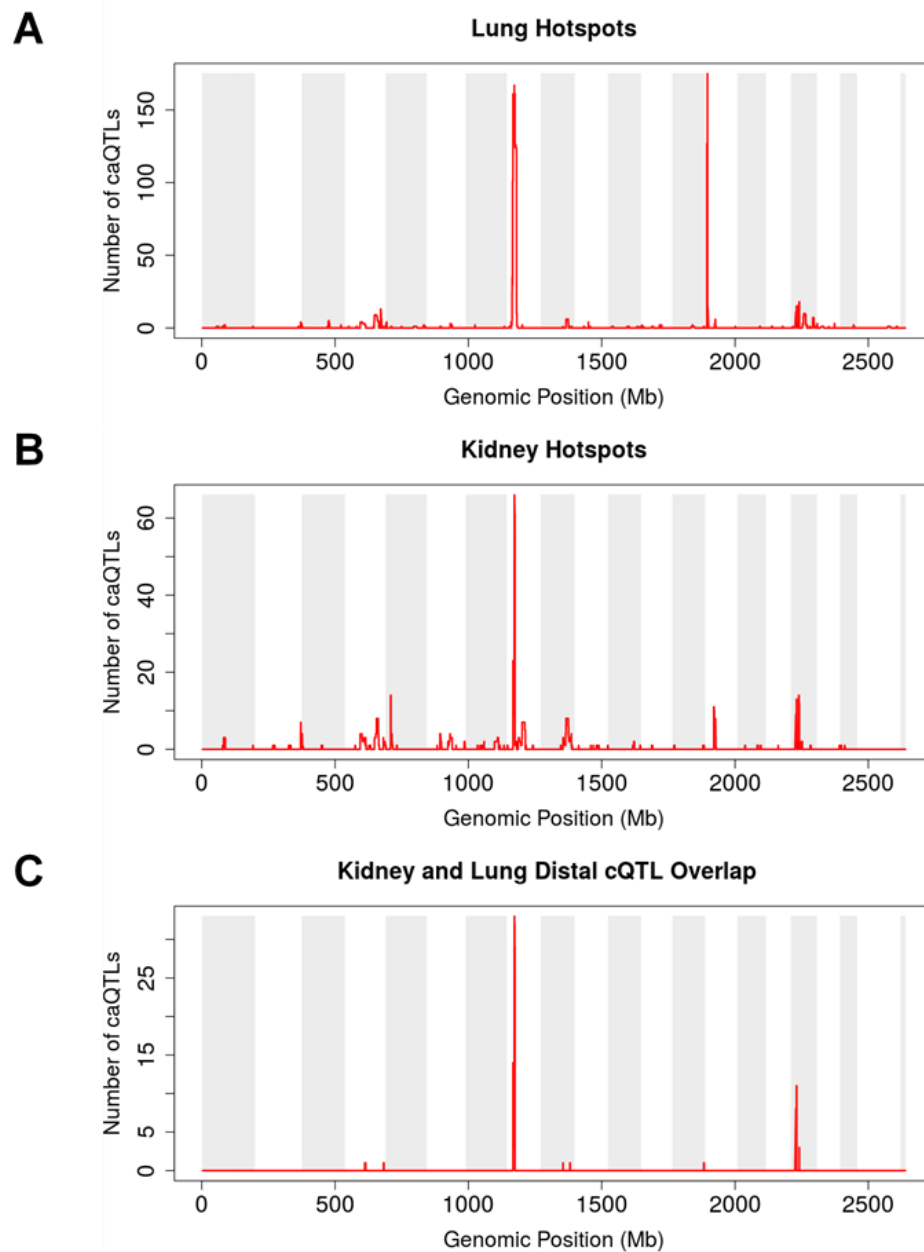 A
Lung Hotspots
Number of caQTLs
150
100
50
0
0 500 1000 1500 2000 2500
Genomic Position (Mb)
B
Kidney Hotspots
Number of caQTLs
60
40
20
0
0 500 1000 1500 2000 2500
Genomic Position (Mb)
C
Kidney and Lung Distal cQTL Overlap
Number of caQTLs
25
15
5
0
0 500 1000 1500 2000 2500
Genomic Position (Mb)